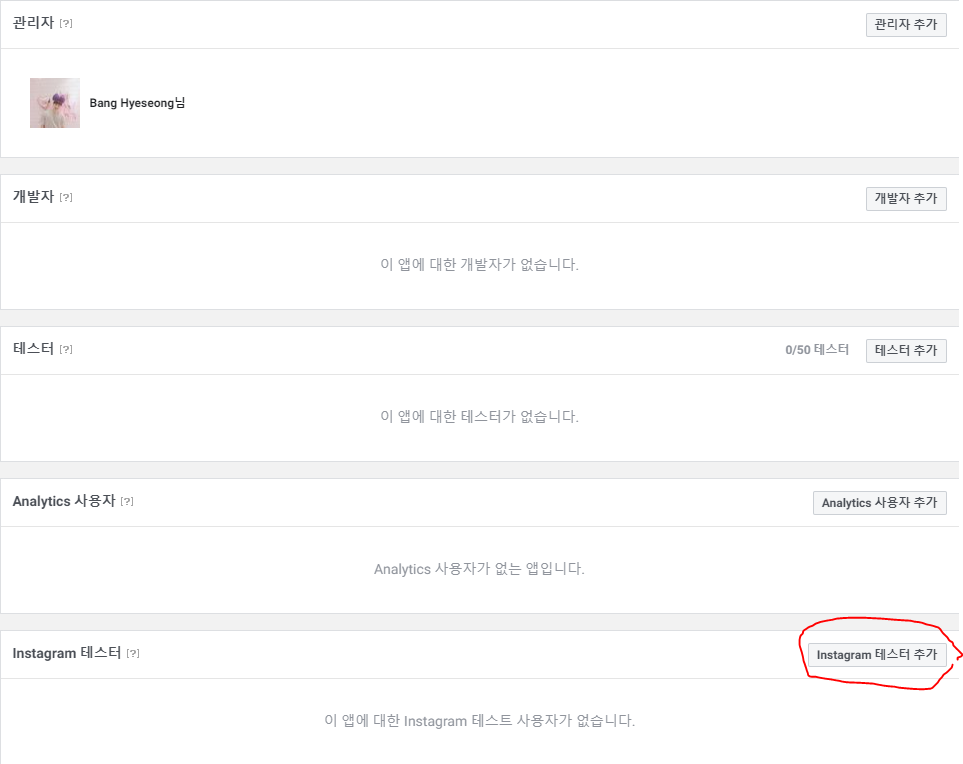 관리자 [?] 관리자 추가
Bang Hyeseong님
개발자 [?] 개발자 추가
이 앱에 대한 개발자가 없습니다.
테스터 [?] 0/50 테스터 테스터 추가
이 앱에 대한 테스터가 없습니다.
Analytics 사용자 [?] Analytics 사용자 추가
Analytics 사용자가 없는 앱입니다.
Instagram 테스터 [?] Instagram 테스터 추가
이 앱에 대한 Instagram 테스트 사용자가 없습니다.